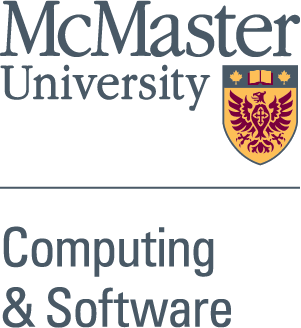 McMaster
University
Computing
& Software